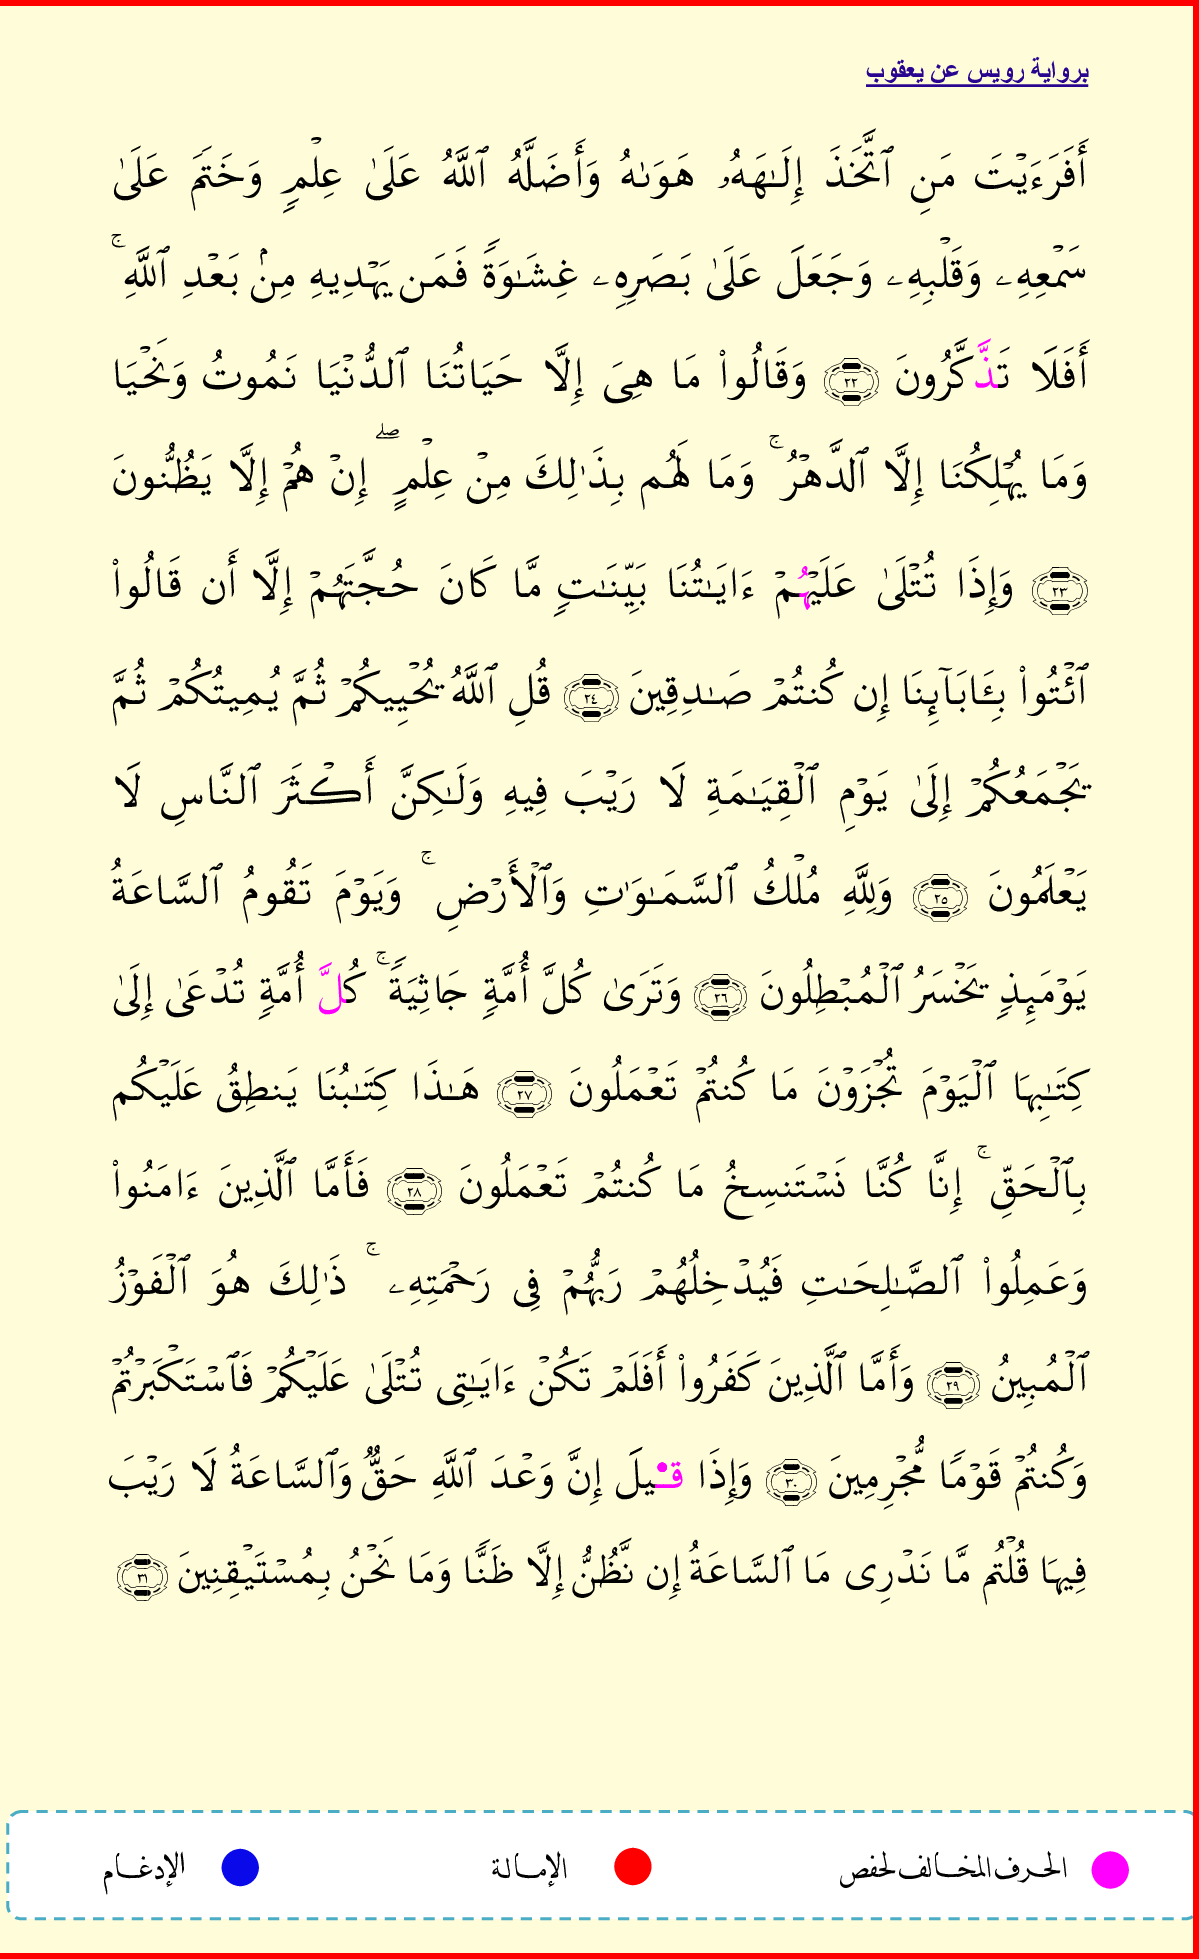 برواية رويس عن يعقوب
أَفَرَءَيْتَ مَنِ ٱتَّخَذَ إِلَٰهَهُۥ هَوَىٰهُ وَأَضَلَّهُ ٱللَّهُ عَلَىٰ عِلْمٍ وَخَتَمَ عَلَىٰ
سَمْعِهِۦ وَقَلْبِهِۦ وَجَعَلَ عَلَىٰ بَصَرِهِۦ غِشَٰوَةً فَمَن يَهْدِيهِ مِنۢ بَعْدِ ٱللَّهِ ۚ
أَفَلَا تَذَّكَّرُونَ ٢٢ وَقَالُوا۟ مَا هِىَ إِلَّا حَيَاتُنَا ٱلدُّنْيَا نَمُوتُ وَنَحْيَا
وَمَا يُهْلِكُنَا إِلَّا ٱلدَّهْرُ ۚ وَمَا لَهُم بِذَٰلِكَ مِنْ عِلْمٍ ۖ إِنْ هُمْ إِلَّا يَظُنُّونَ
٢٣ وَإِذَا تُتْلَىٰ عَلَيْهُمْ ءَايَٰتُنَا بَيِّنَٰتٍ مَّا كَانَ حُجَّتَهُمْ إِلَّا أَن قَالُوا۟
ٱئْتُوا۟ بِـَٔابَآئِنَا إِن كُنتُمْ صَٰدِقِينَ ٢٤ قُلِ ٱللَّهُ يُحْيِيكُمْ ثُمَّ يُمِيتُكُمْ ثُمَّ
يَجْمَعُكُمْ إِلَىٰ يَوْمِ ٱلْقِيَٰمَةِ لَا رَيْبَ فِيهِ وَلَٰكِنَّ أَكْثَرَ ٱلنَّاسِ لَا
يَعْلَمُونَ ٢٥ وَلِلَّهِ مُلْكُ ٱلسَّمَٰوَٰتِ وَٱلْأَرْضِ ۚ وَيَوْمَ تَقُومُ ٱلسَّاعَةُ
يَوْمَئِذٍ يَخْسَرُ ٱلْمُبْطِلُونَ ٢٦ وَتَرَىٰ كُلَّ أُمَّةٍ جَاثِيَةً ۚ كُلَّ أُمَّةٍ تُدْعَىٰ إِلَىٰ
كِتَٰبِهَا ٱلْيَوْمَ تُجْزَوْنَ مَا كُنتُمْ تَعْمَلُونَ ٢٧ هَٰذَا كِتَٰبُنَا يَنطِقُ عَلَيْكُم
بِٱلْحَقِّ ۚ إِنَّا كُنَّا نَسْتَنسِخُ مَا كُنتُمْ تَعْمَلُونَ ٢٨ فَأَمَّا ٱلَّذِينَ ءَامَنُوا۟
وَعَمِلُوا۟ ٱلصَّٰلِحَٰتِ فَيُدْخِلُهُمْ رَبُّهُمْ فِى رَحْمَتِهِۦ ۚ ذَٰلِكَ هُوَ ٱلْفَوْزُ
ٱلْمُبِينُ ٢٩ وَأَمَّا ٱلَّذِينَ كَفَرُوا۟ أَفَلَمْ تَكُنْ ءَايَٰتِى تُتْلَىٰ عَلَيْكُمْ فَٱسْتَكْبَرْتُمْ
وَكُنتُمْ قَوْمًا مُّجْرِمِينَ ٣٠ وَإِذَا قِيلَ إِنَّ وَعْدَ ٱللَّهِ حَقٌّ وَٱلسَّاعَةُ لَا رَيْبَ
فِيهَا قُلْتُم مَّا نَدْرِى مَا ٱلسَّاعَةُ إِن نَّظُنُّ إِلَّا ظَنًّا وَمَا نَحْنُ بِمُسْتَيْقِنِينَ ٣١
الحرف المخالف لحفص الإمالة الإدغام